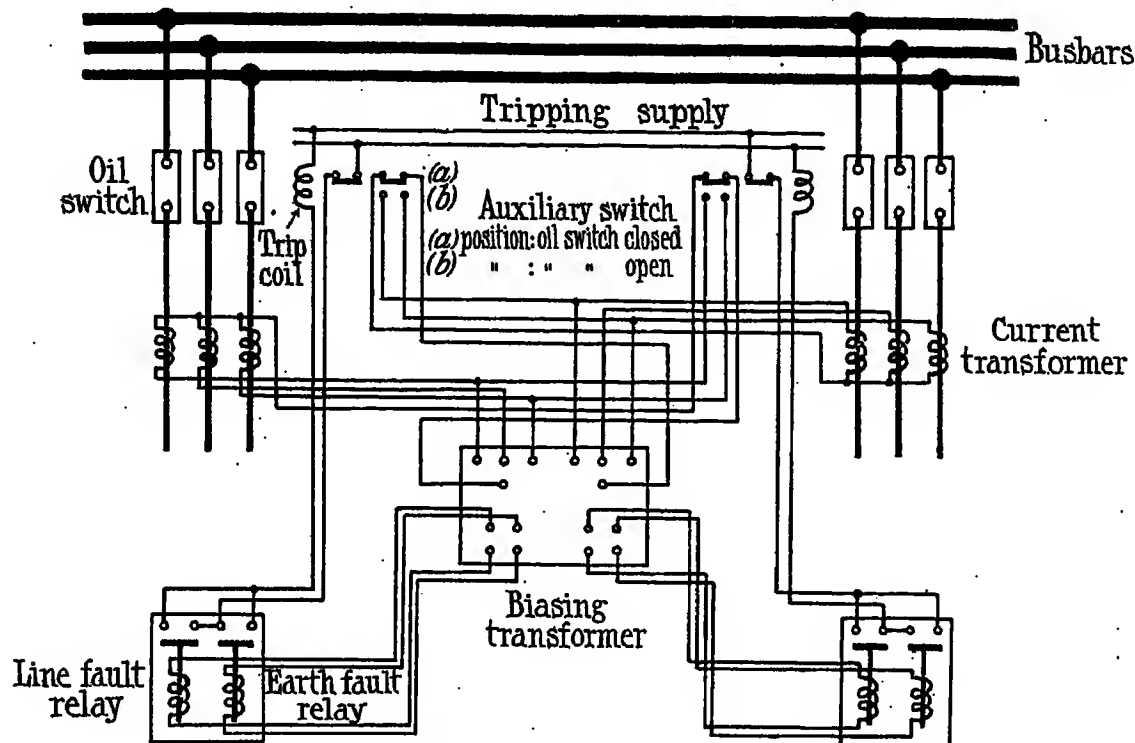 Busbars
Tripping supply
Oil
switch
(a)
(b)
Auxiliary switch
(a) position: oil switch closed
(b) " : " " open
Trip
coil
Current
transformer
Biasing
transformer
Line fault
relay
Earth fault
relay